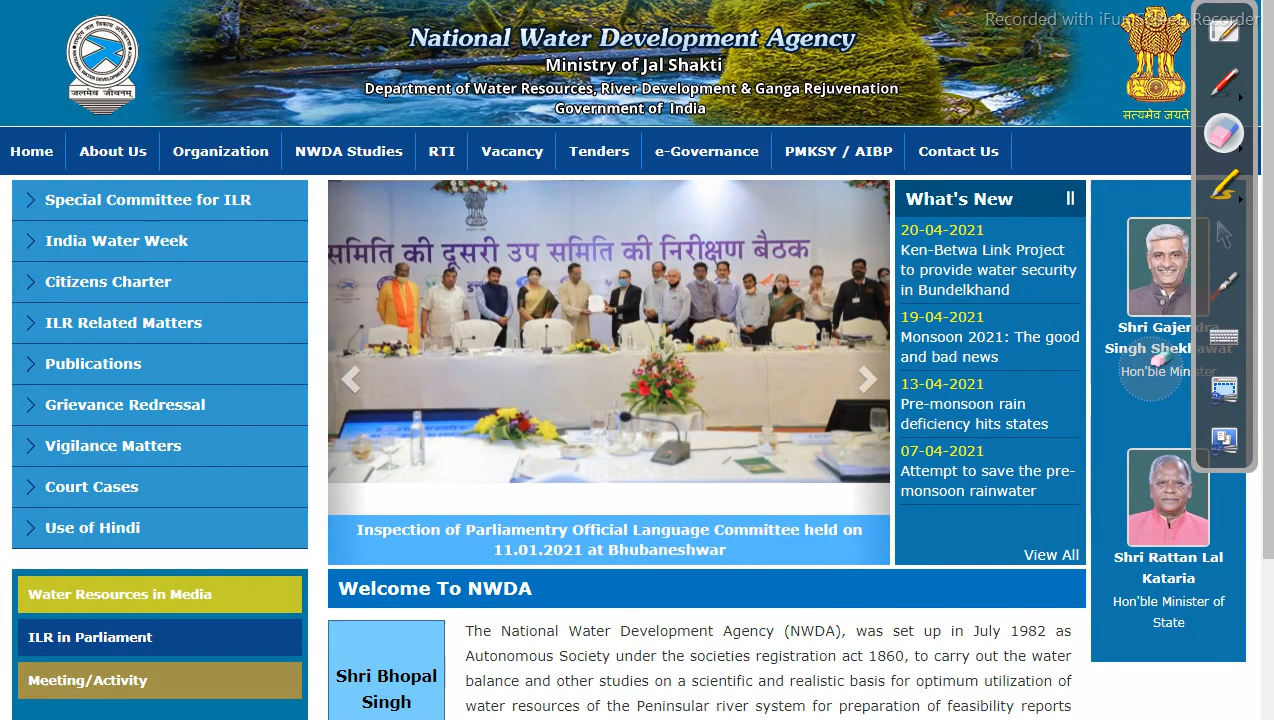 Recorded with iFun Screen Recorder
National Water Development Agency
Ministry of Jal Shakti
Department of Water Resources, River Development & Ganga Rejuvenation
Government of India
जलमेव जीवनम्
सत्यमेव जयते
Home
About Us
Organization
NWDA Studies
RTI
Vacancy
Tenders
e-Governance
PMKSY / AIBP
Contact Us
Special Committee for ILR
India Water Week
Citizens Charter
ILR Related Matters
Publications
Grievance Redressal
Vigilance Matters
Court Cases
Use of Hindi
Water Resources in Media
ILR in Parliament
Meeting/Activity
समिति की दूसरी उप समिति की निरीक्षण बैठक
Inspection of Parliamentry Official Language Committee held on
11.01.2021 at Bhubaneshwar
What's New
20-04-2021
Ken-Betwa Link Project
to provide water security
in Bundelkhand
19-04-2021
Monsoon 2021: The good
and bad news
13-04-2021
Pre-monsoon rain
deficiency hits states
07-04-2021
Attempt to save the pre-
monsoon rainwater
View All
Shri Gajendra
Singh Shekhawat
Hon'ble Minister
Shri Rattan Lal
Kataria
Hon'ble Minister of
State
Welcome To NWDA
Shri Bhopal
Singh
The National Water Development Agency (NWDA), was set up in July 1982 as
Autonomous Society under the societies registration act 1860, to carry out the water
balance and other studies on a scientific and realistic basis for optimum utilization of
water resources of the Peninsular river system for preparation of feasibility reports